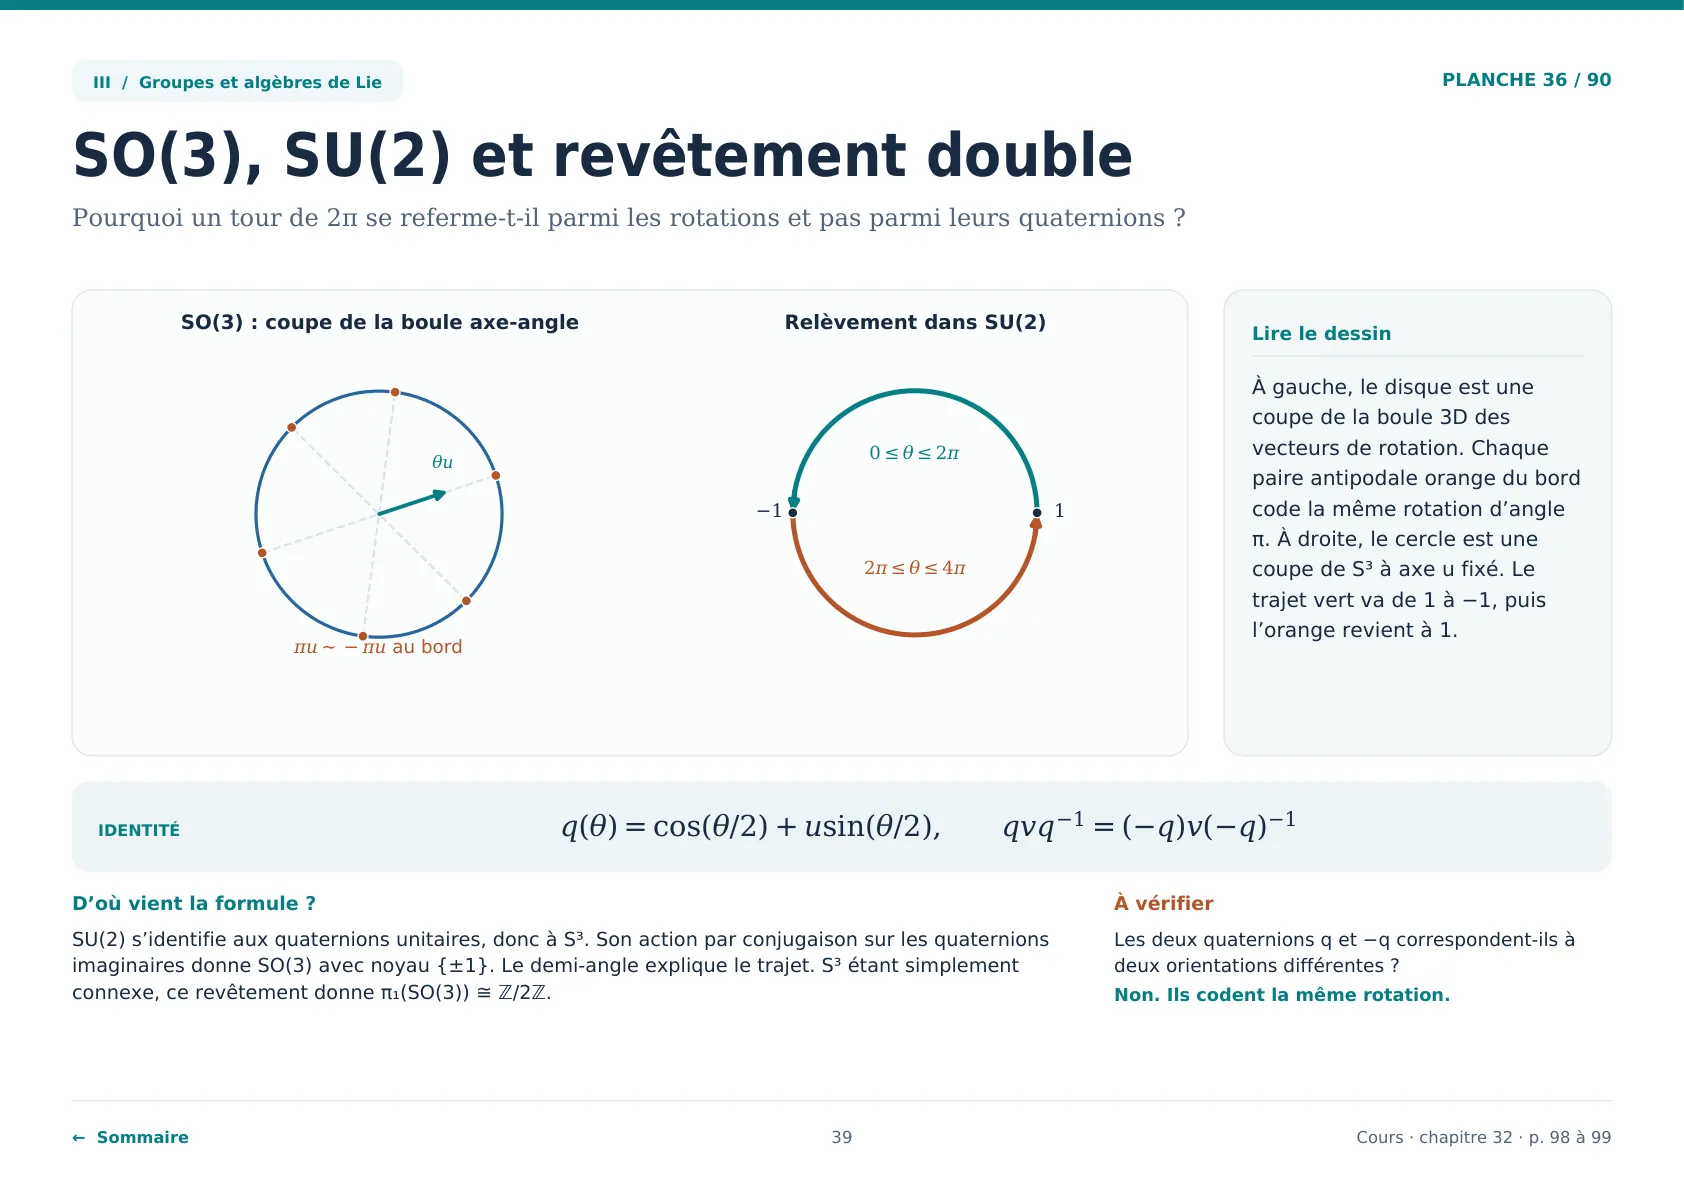 III / Groupes et algèbres de Lie
PLANCHE 36 / 90
SO(3), SU(2) et revêtement double
Pourquoi un tour de 2π se referme-t-il parmi les rotations et pas parmi leurs quaternions ?
SO(3) : coupe de la boule axe-angle
θu
πu ~ −πu au bord
Relèvement dans SU(2)
0 ≤ θ ≤ 2π
−1
1
2π ≤ θ ≤ 4π
Lire le dessin
À gauche, le disque est une
coupe de la boule 3D des
vecteurs de rotation. Chaque
paire antipodale orange du bord
code la même rotation d’angle
π. À droite, le cercle est une
coupe de S³ à axe u fixé. Le
trajet vert va de 1 à −1, puis
l’orange revient à 1.
IDENTITÉ
q(θ) = cos(θ/2) + usin(θ/2), qvq⁻¹ = (−q)v(−q)⁻¹
D’où vient la formule ?
SU(2) s’identifie aux quaternions unitaires, donc à S³. Son action par conjugaison sur les quaternions
imaginaires donne SO(3) avec noyau {±1}. Le demi-angle explique le trajet. S³ étant simplement
connexe, ce revêtement donne π₁(SO(3)) ≅ ℤ/2ℤ.
À vérifier
Les deux quaternions q et −q correspondent-ils à
deux orientations différentes ?
Non. Ils codent la même rotation.
← Sommaire
39
Cours · chapitre 32 · p. 98 à 99